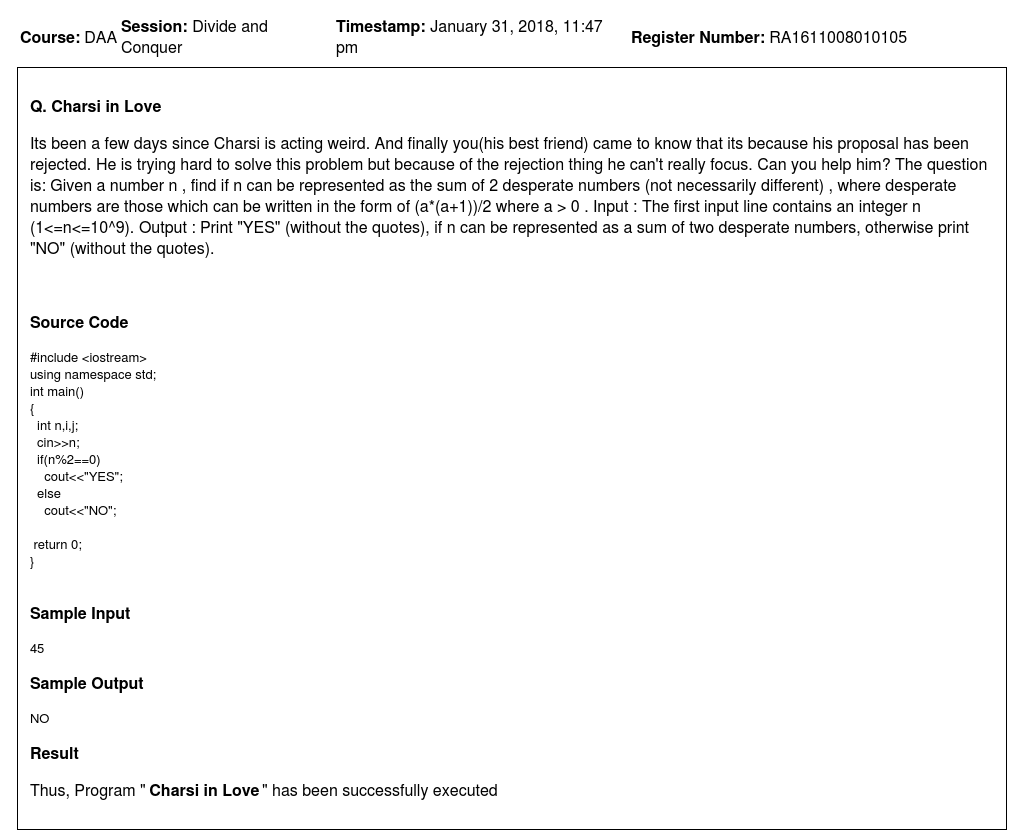 Course: DAA Session: Divide and Conquer Timestamp: January 31, 2018, 11:47 pm Register Number: RA1611008010105
Q. Charsi in Love
Its been a few days since Charsi is acting weird. And finally you(his best friend) came to know that its because his proposal has been
rejected. He is trying hard to solve this problem but because of the rejection thing he can't really focus. Can you help him? The question
is: Given a number n , find if n can be represented as the sum of 2 desperate numbers (not necessarily different) , where desperate
numbers are those which can be written in the form of (a*(a+1))/2 where a > 0 . Input : The first input line contains an integer n
(1<=n<=10^9). Output : Print "YES" (without the quotes), if n can be represented as a sum of two desperate numbers, otherwise print
"NO" (without the quotes).
Source Code
#include <iostream>
using namespace std;
int main()
{
int n,i,j;
cin>>n;
if(n%2==0)
cout<<"YES";
else
cout<<"NO";
return 0;
}
Sample Input
45
Sample Output
NO
Result
Thus, Program " Charsi in Love " has been successfully executed